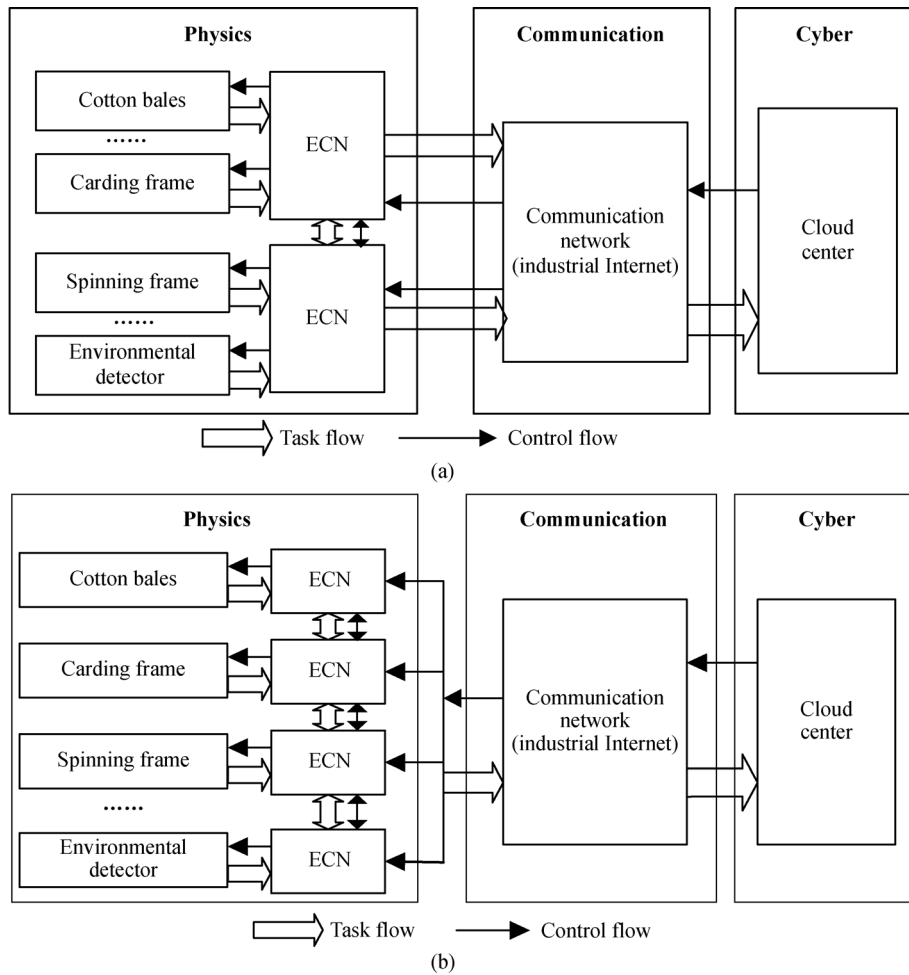 Physics
Communication
Cyber
Cotton bales
......
Carding frame
ECN
Spinning frame
......
Environmental
detector
ECN
Communication
network
(industrial Internet)
Cloud
center
Task flow
Control flow
(a)
Physics
Communication
Cyber
Cotton bales
ECN
Carding frame
ECN
Spinning frame
ECN
......
Environmental
detector
ECN
Communication
network
(industrial Internet)
Cloud
center
Task flow
Control flow
(b)